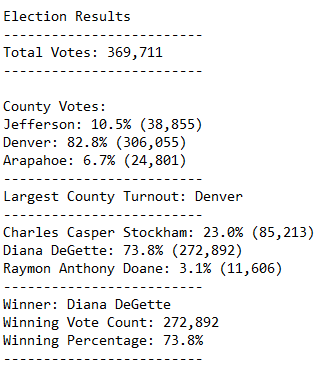 Election Results
-------------------------
Total Votes: 369,711
-------------------------
County Votes:
Jefferson: 10.5% (38,855)
Denver: 82.8% (306,055)
Arapahoe: 6.7% (24,801)
-------------------------
Largest County Turnout: Denver
-------------------------
Charles Casper Stockham: 23.0% (85,213)
Diana DeGette: 73.8% (272,892)
Raymon Anthony Doane: 3.1% (11,606)
-------------------------
Winner: Diana DeGette
Winning Vote Count: 272,892
Winning Percentage: 73.8%
-------------------------